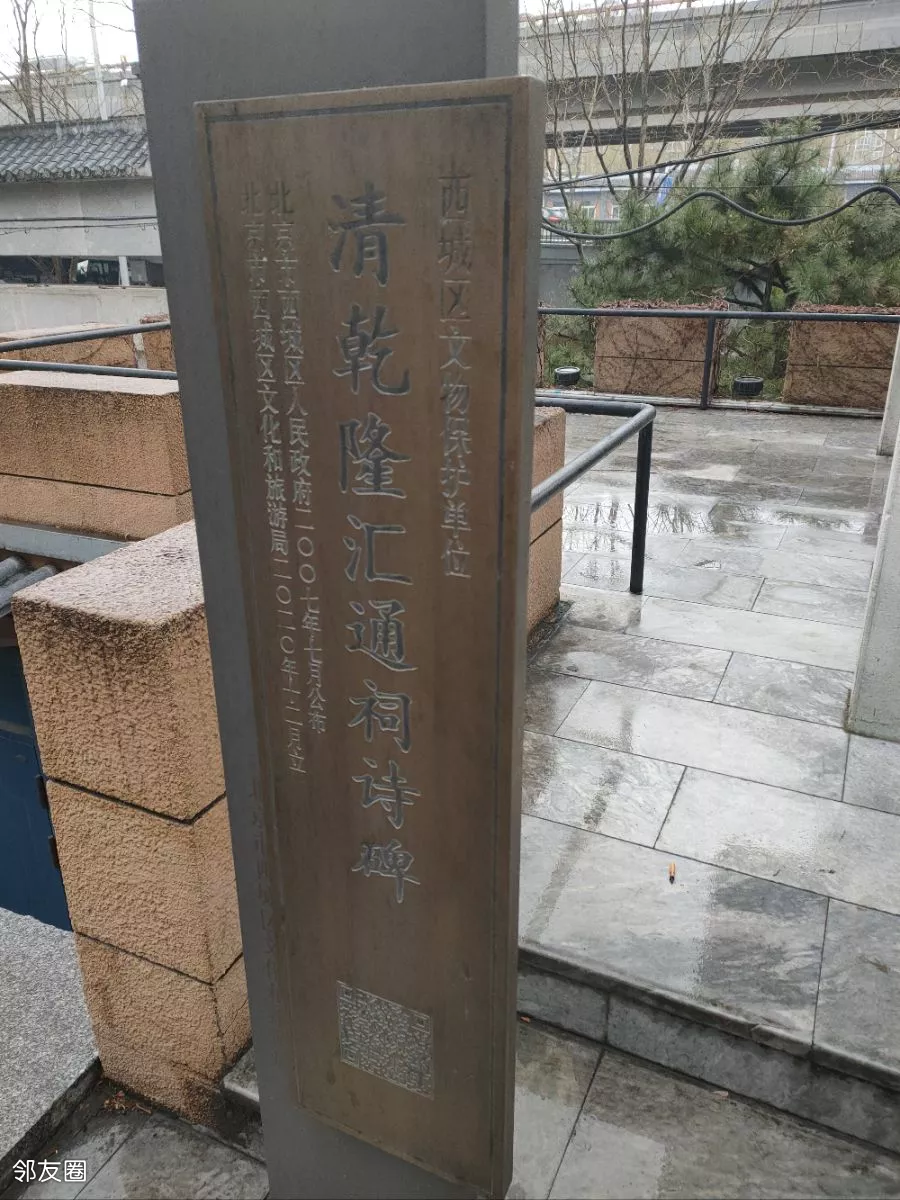 西城区文物保护单位
清乾隆汇通祠诗碑
北京市西城区人民政府二〇〇七年七月公布
北京市西城区文化和旅游局二〇二〇年十二月立
邻友圈